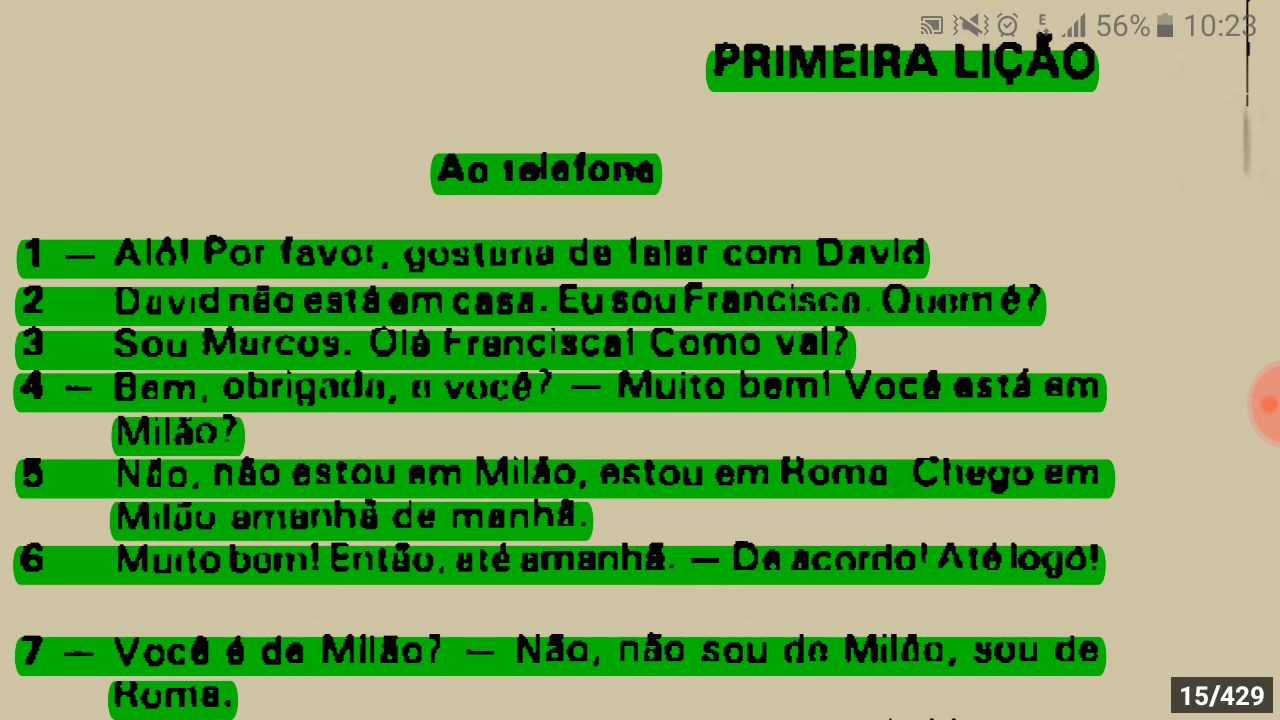 E 56% 10:23
PRIMEIRA LIÇÃO
Ao telefone
1 — Alô! Por favor, gostaria de falar com David
2 David não está em casa. Eu sou Francisca. Quem é?
3 Sou Marcos. Olá Francisca! Como vai?
4 — Bem, obrigada, e você? — Muito bem! Você está em
Milão?
5 Não, não estou em Milão, estou em Roma. Chego em
Milão amanhã de manhã.
6 Muito bom! Então, até amanhã. — De acordo! Até logo!
7 — Você é de Milão? — Não, não sou de Milão, sou de
Roma.
15/429